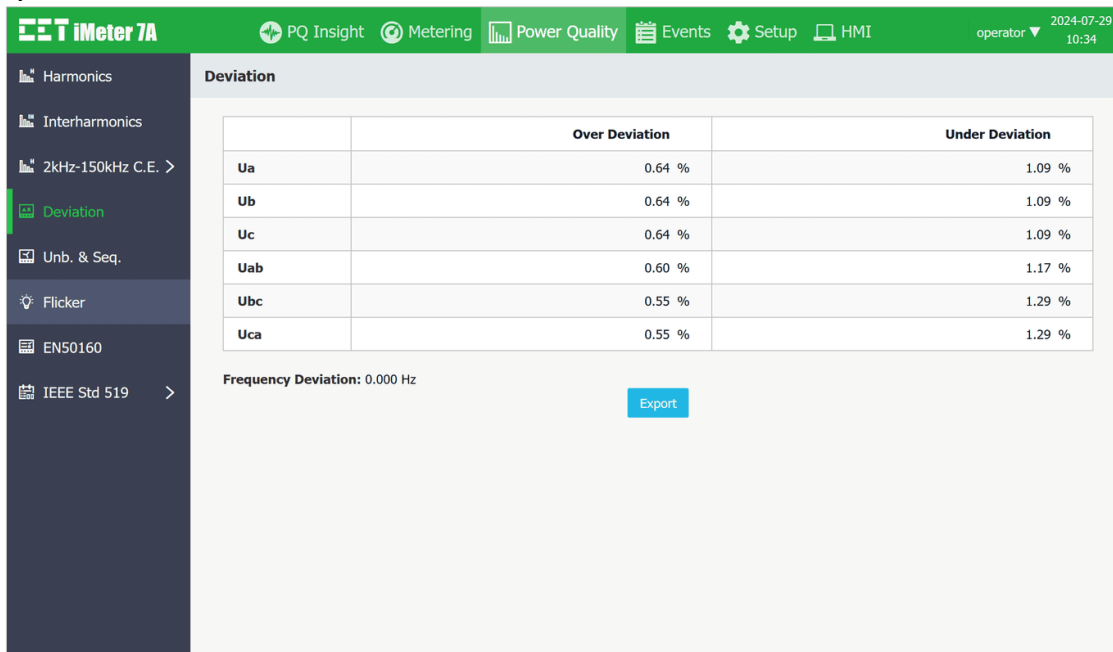 CET iMeter 7A
PQ Insight Metering Power Quality Events Setup HMI operator ▼ 2024-07-29 10:34
Harmonics
Interharmonics
2kHz-150kHz C.E. >
Deviation
Unb. & Seq.
Flicker
EN50160
IEEE Std 519 >
Deviation
Over Deviation Under Deviation
Ua 0.64 % 1.09 %
Ub 0.64 % 1.09 %
Uc 0.64 % 1.09 %
Uab 0.60 % 1.17 %
Ubc 0.55 % 1.29 %
Uca 0.55 % 1.29 %
Frequency Deviation: 0.000 Hz
Export